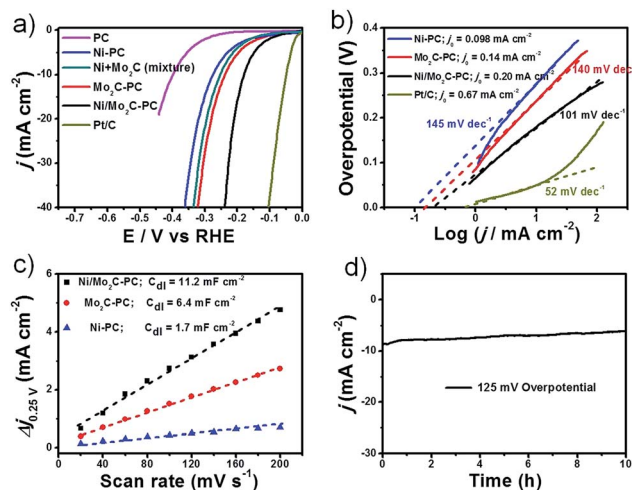 a)
PC
Ni-PC
Ni+Mo₂C (mixture)
Mo₂C-PC
Ni/Mo₂C-PC
Pt/C
j (mA cm⁻²)
0
-10
-20
-30
-40
-0.7 -0.6 -0.5 -0.4 -0.3 -0.2 -0.1 0.0
E / V vs RHE
b)
Ni-PC; j₀ = 0.098 mA cm⁻²
Mo₂C-PC; j₀ = 0.14 mA cm⁻²
Ni/Mo₂C-PC; j₀ = 0.20 mA cm⁻²
Pt/C; j₀ = 0.67 mA cm⁻²
140 mV dec⁻¹
145 mV dec⁻¹
101 mV dec⁻¹
52 mV dec⁻¹
Overpotential (V)
0.4
0.3
0.2
0.1
0.0
-2 -1 0 1 2
Log (j / mA cm⁻²)
c)
Ni/Mo₂C-PC; C_dl = 11.2 mF cm⁻²
Mo₂C-PC; C_dl = 6.4 mF cm⁻²
Ni-PC; C_dl = 1.7 mF cm⁻²
Δj₀.₂₅ ᵥ (mA cm⁻²)
6
4
2
0
0 40 80 120 160 200
Scan rate (mV s⁻¹)
d)
125 mV Overpotential
j (mA cm⁻²)
0
-10
-20
-30
0 2 4 6 8 10
Time (h)